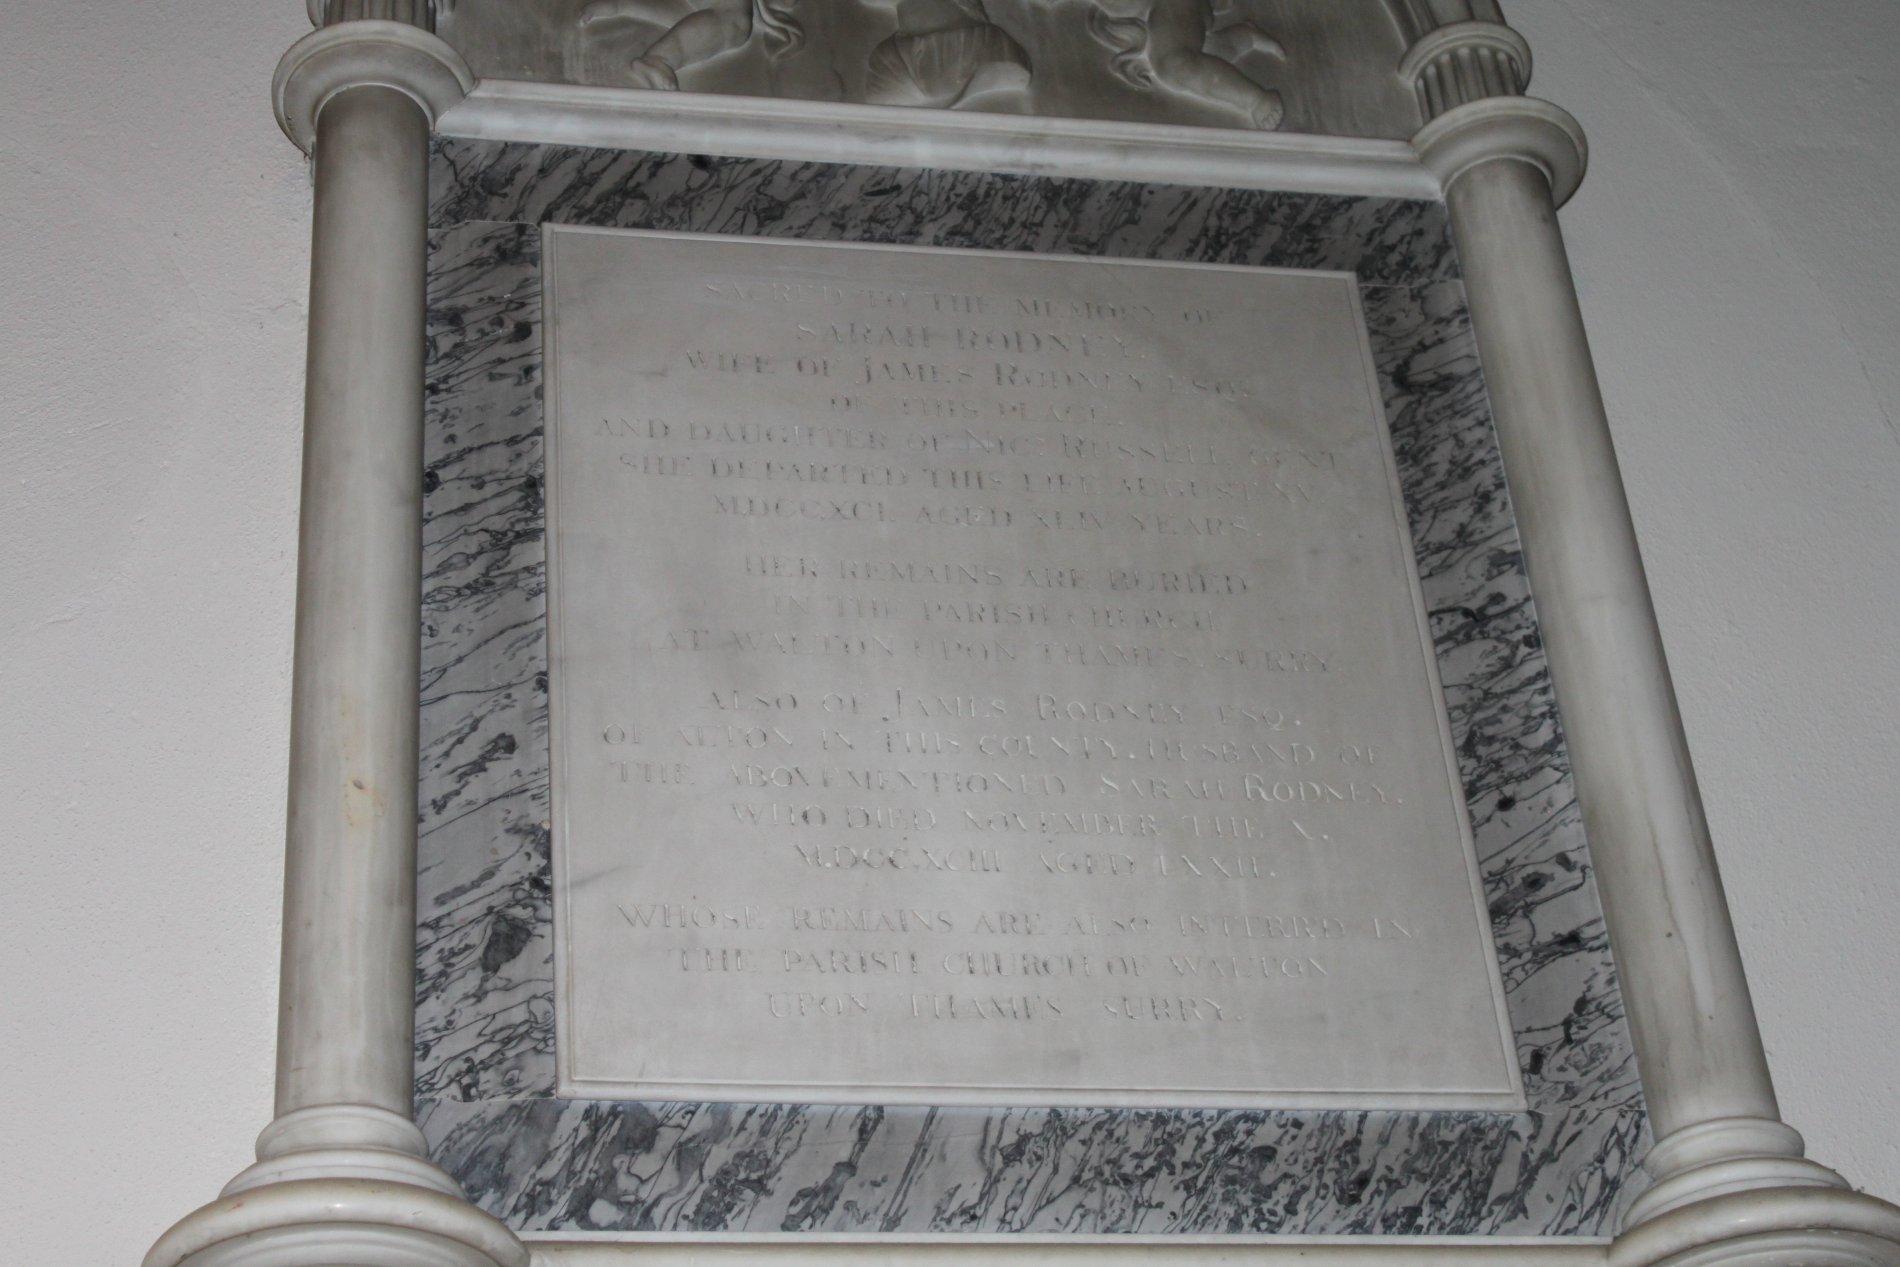 SACRED TO THE MEMORY OF
SARAH RODNEY.
WIFE OF JAMES RODNEY ESQ.
OF THIS PLACE.
AND DAUGHTER OF NIC: RUSSELL GENT
SHE DEPARTED THIS LIFE AUGUST XV
MDCCXCI. AGED XLIV YEARS.
HER REMAINS ARE BURIED
IN THE PARISH CHURCH
AT WALTON UPON THAMES. SURRY.
ALSO OF JAMES RODNEY ESQ.
OF ALTON IN THIS COUNTY. HUSBAND OF
THE ABOVEMENTIONED SARAH RODNEY.
WHO DIED NOVEMBER THE X.
M.DCC.XCIII AGED LXXII.
WHOSE REMAINS ARE ALSO INTERR'D IN
THE PARISH CHURCH OF WALTON
UPON THAMES SURRY.